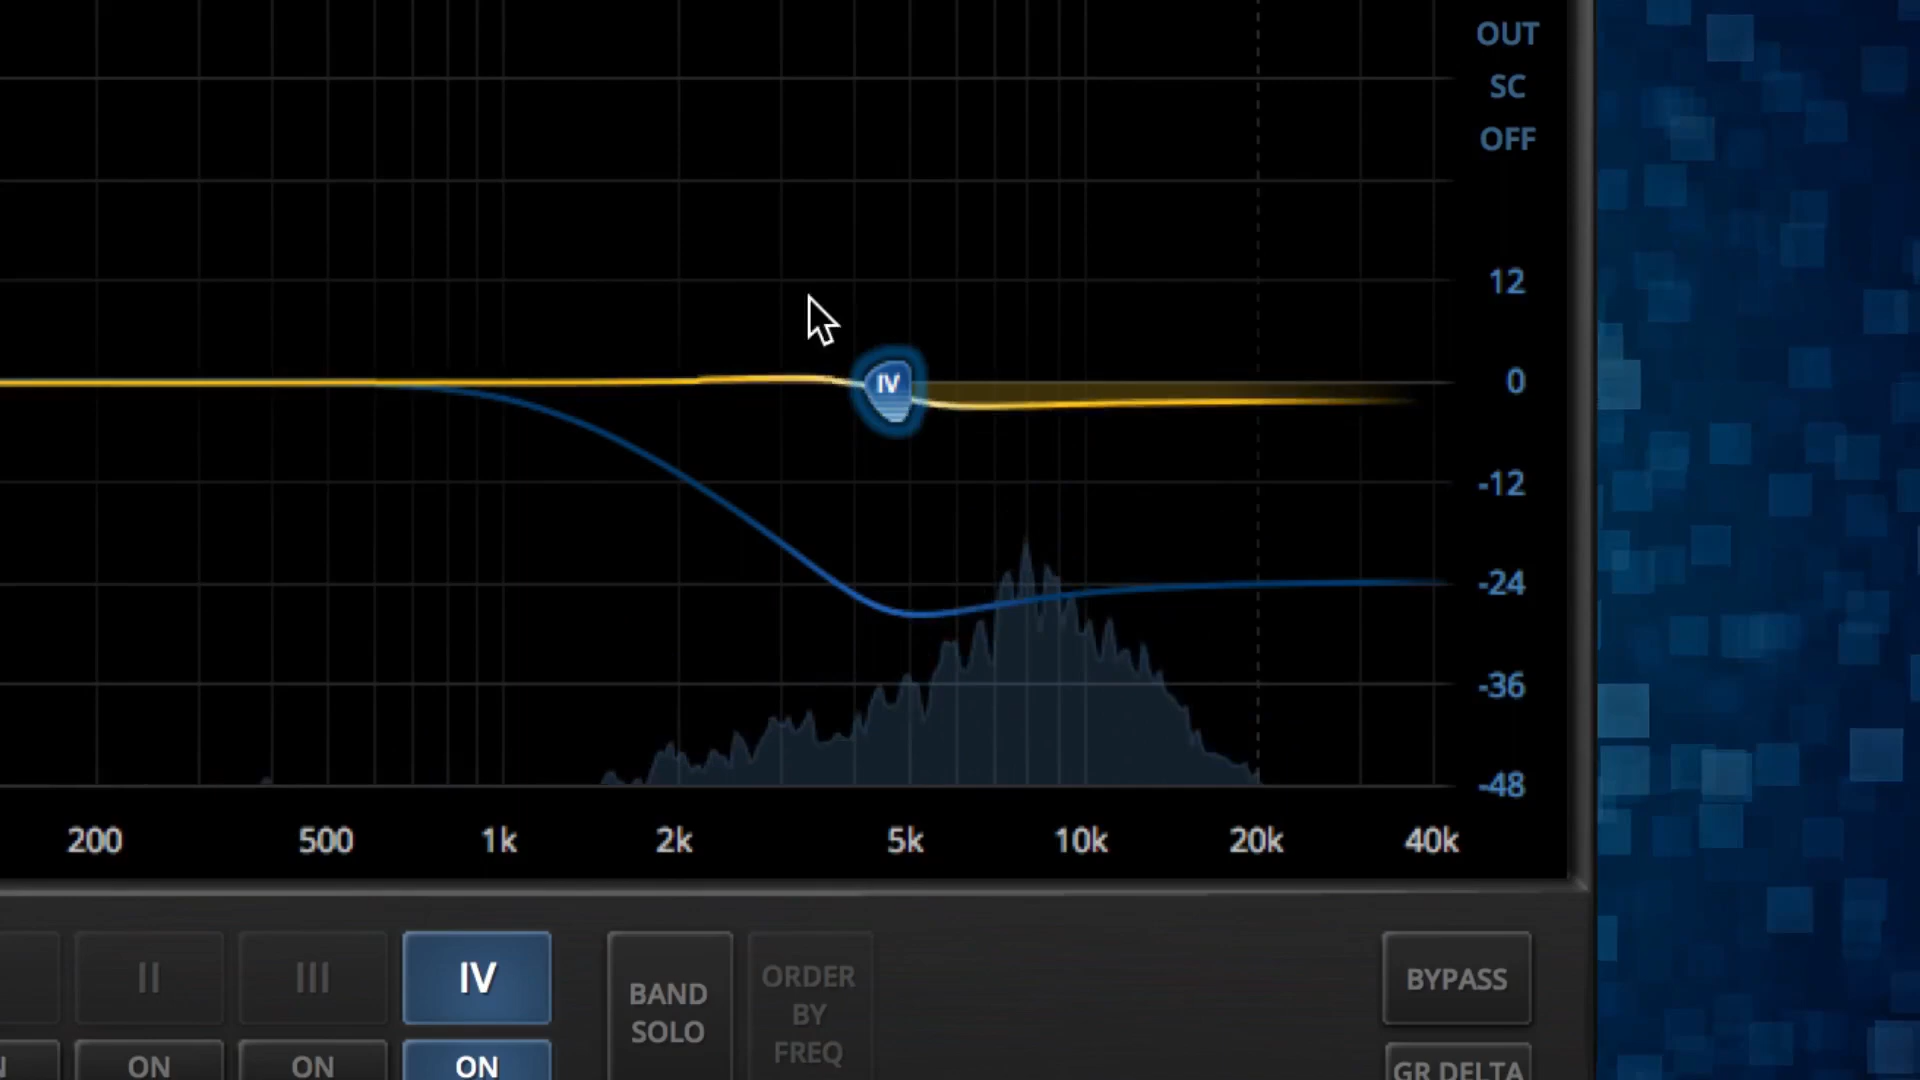 OUT
SC
OFF
12
0
-12
-24
-36
-48
IV
200 500 1k 2k 5k 10k 20k 40k
II III IV
BAND SOLO
ORDER BY FREQ
BYPASS
ON ON ON
GR DELTA